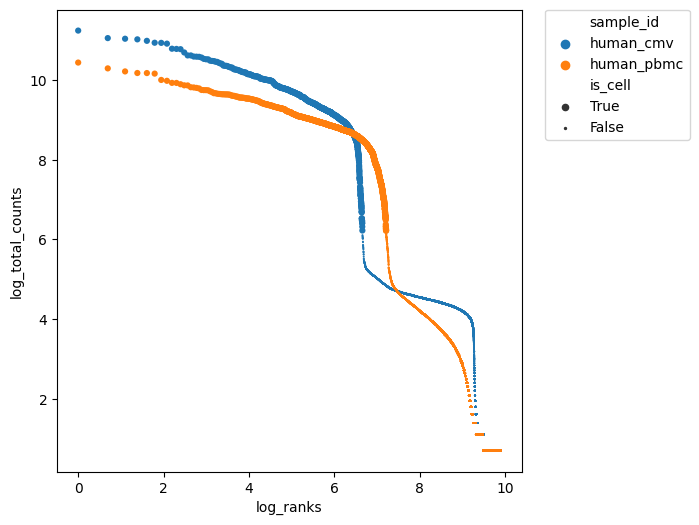 sample_id
human_cmv
human_pbmc
is_cell
True
False
10
8
6
4
2
log_total_counts
0
2
4
6
8
10
log_ranks